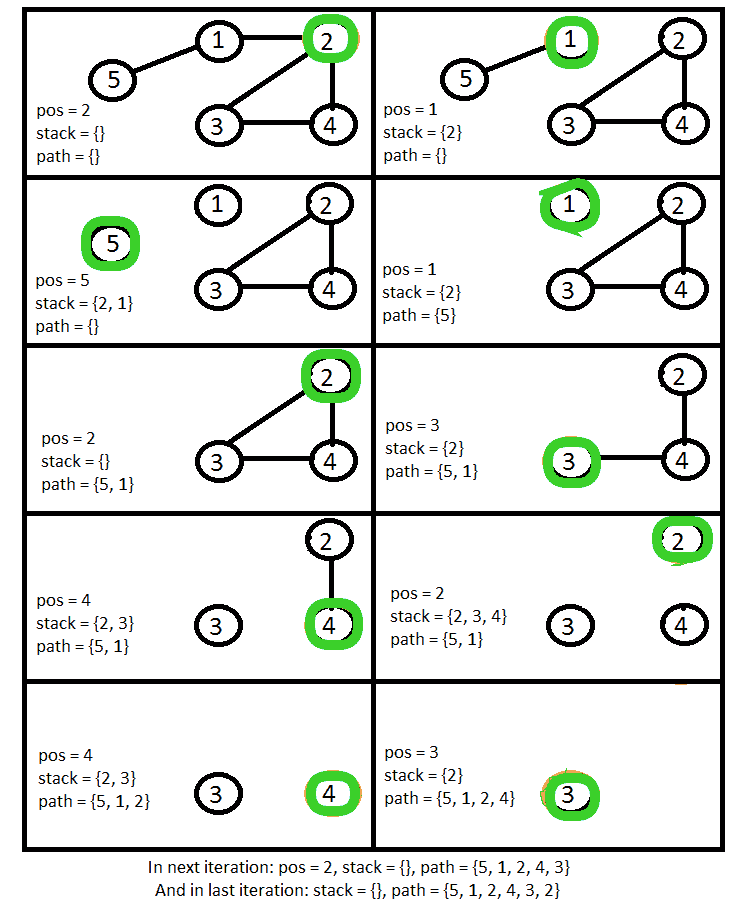 1
2
5
3
4
pos = 2
stack = {}
path = {}
1
2
5
3
4
pos = 1
stack = {2}
path = {}
1
2
5
3
4
pos = 5
stack = {2, 1}
path = {}
1
2
3
4
pos = 1
stack = {2}
path = {5}
2
3
4
pos = 2
stack = {}
path = {5, 1}
2
3
4
pos = 3
stack = {2}
path = {5, 1}
2
3
4
pos = 4
stack = {2, 3}
path = {5, 1}
2
3
4
pos = 2
stack = {2, 3, 4}
path = {5, 1}
3
4
pos = 4
stack = {2, 3}
path = {5, 1, 2}
3
pos = 3
stack = {2}
path = {5, 1, 2, 4}
In next iteration: pos = 2, stack = {}, path = {5, 1, 2, 4, 3}
And in last iteration: stack = {}, path = {5, 1, 2, 4, 3, 2}